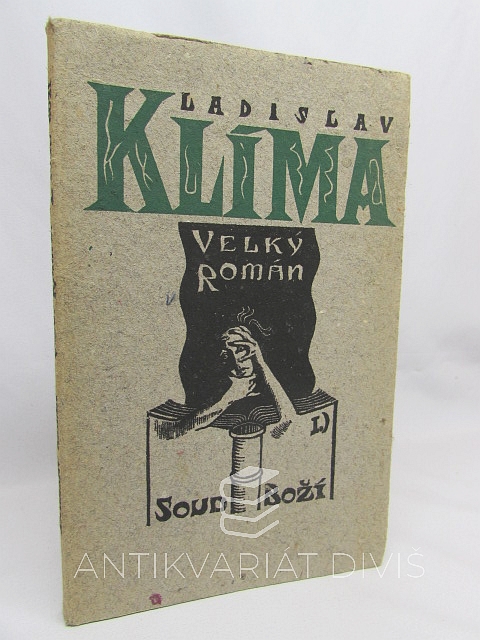 LADISLAV
KLÍMA
VELKÝ
ROMÁN
I.)
SOUD BOŽÍ
ANTIKVARIÁT DIVIŠ